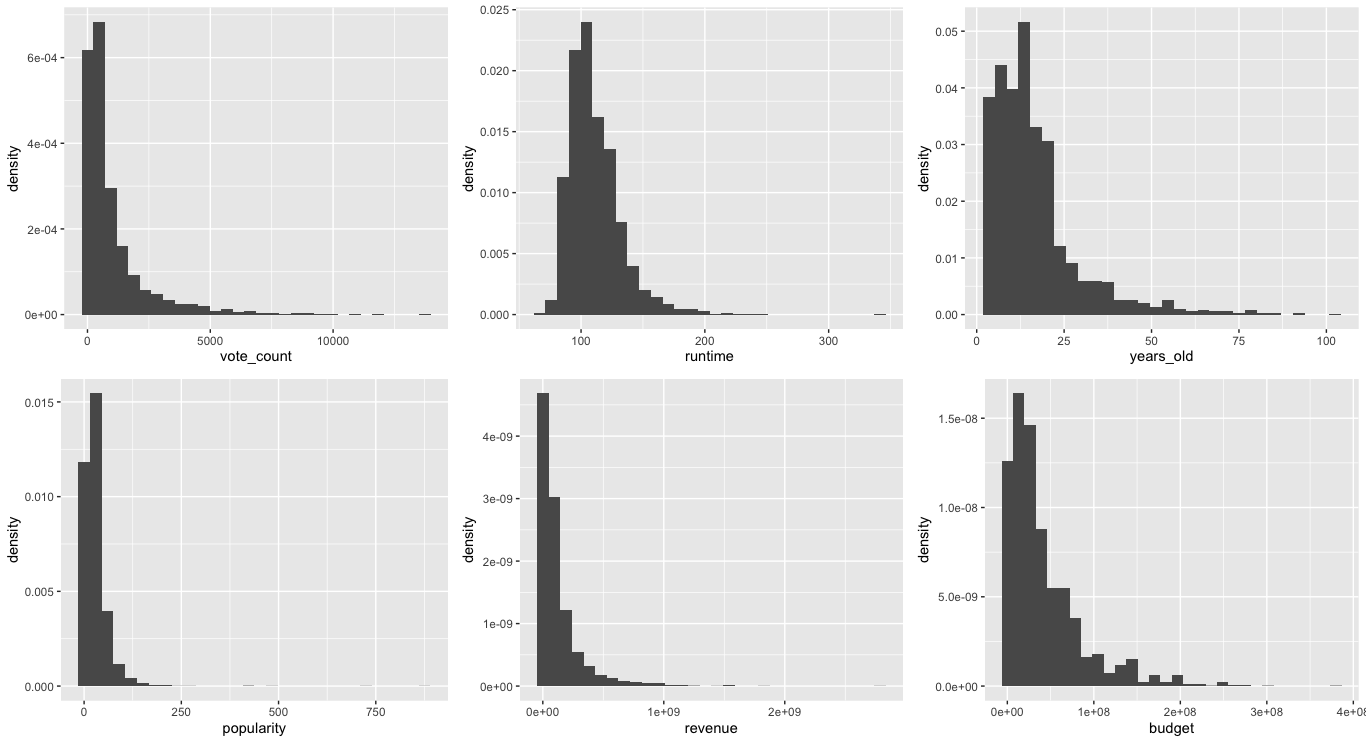 density
6e-04
4e-04
2e-04
0e+00
0 5000 10000
vote_count
density
0.025
0.020
0.015
0.010
0.005
0.000
100 200 300
runtime
density
0.05
0.04
0.03
0.02
0.01
0.00
0 25 50 75 100
years_old
density
0.015
0.010
0.005
0.000
0 250 500 750
popularity
density
4e-09
3e-09
2e-09
1e-09
0e+00
0e+00 1e+09 2e+09
revenue
density
1.5e-08
1.0e-08
5.0e-09
0.0e+00
0e+00 1e+08 2e+08 3e+08 4e+0
budget